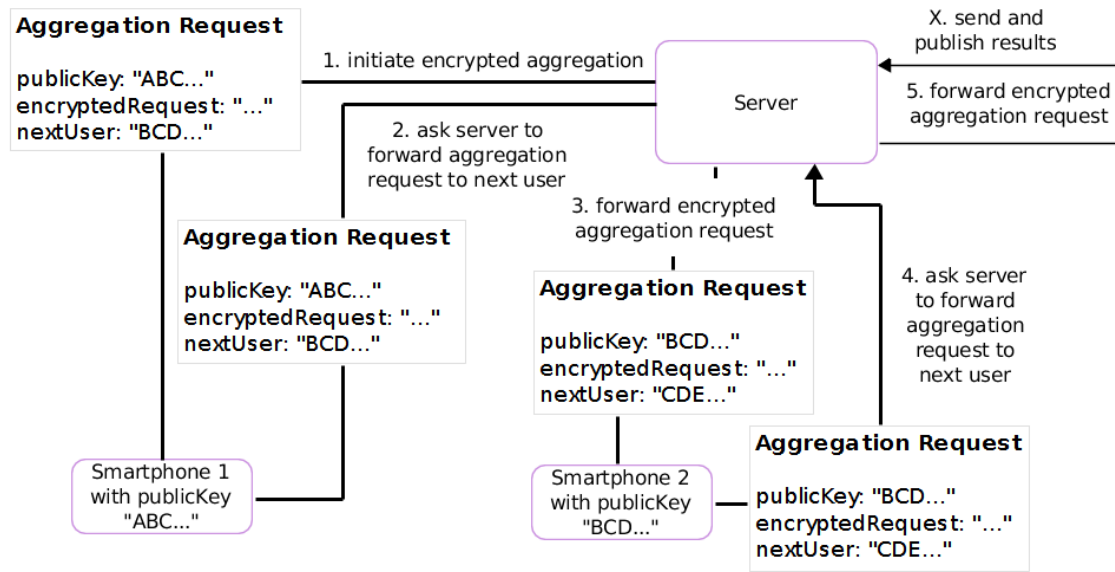 Aggregation Request
publicKey: "ABC..."
encryptedRequest: "..."
nextUser: "BCD..."
1. initiate encrypted aggregation
Server
X. send and
publish results
5. forward encrypted
aggregation request
2. ask server to
forward aggregation
request to next user
3. forward encrypted
aggregation request
Aggregation Request
publicKey: "ABC..."
encryptedRequest: "..."
nextUser: "BCD..."
Aggregation Request
publicKey: "BCD..."
encryptedRequest: "..."
nextUser: "CDE..."
4. ask server
to forward
aggregation
request to
next user
Smartphone 1
with publicKey
"ABC..."
Smartphone 2
with publicKey
"BCD..."
Aggregation Request
publicKey: "BCD..."
encryptedRequest: "..."
nextUser: "CDE..."